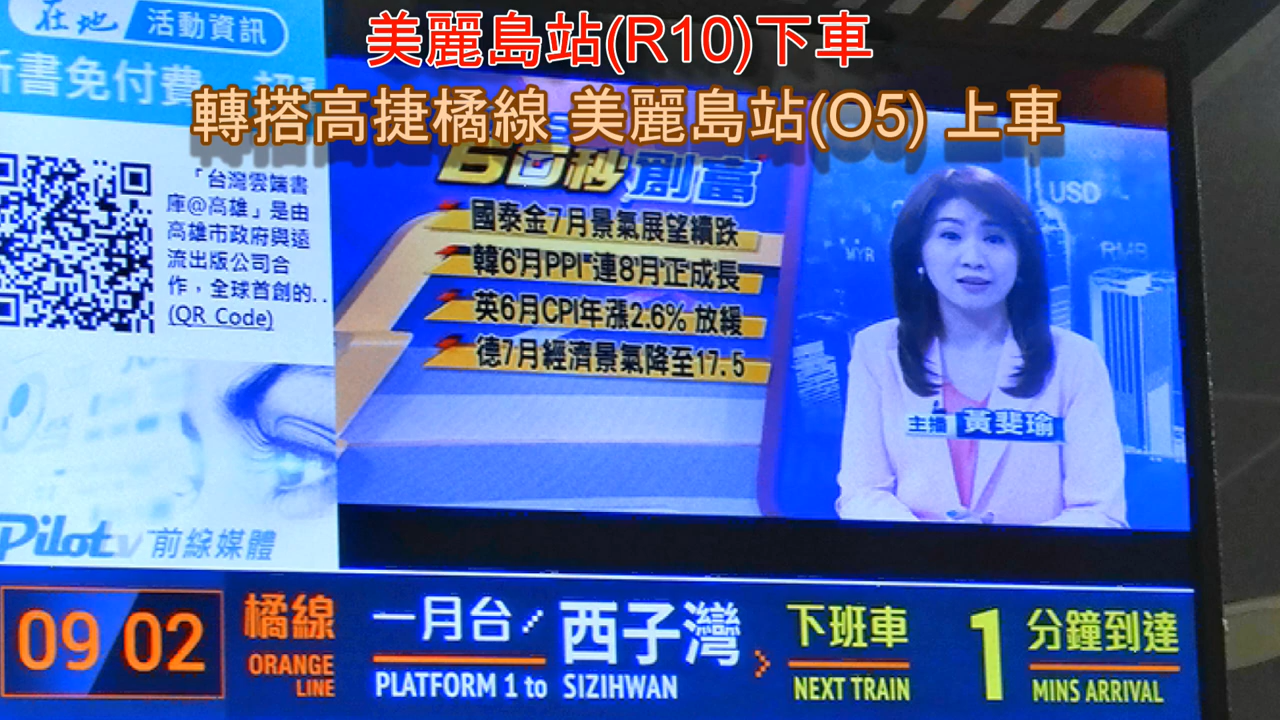 美麗島站(R10)下車
轉搭高捷橘線 美麗島站(O5) 上車
在地 活動資訊
新書免付費
「台灣雲端書
庫@高雄」是由
高雄市政府與遠
流出版公司合
作，全球首創的..
(QR Code)
Pilot tv 前線媒體
60秒創富
國泰金7月景氣展望續跌
韓6月PPI 連8月正成長
英6月CPI年漲2.6% 放緩
德7月經濟景氣降至17.5
USD
RMB
主播 黃斐瑜
09 02
橘線
ORANGE
LINE
一月台/西子灣
PLATFORM 1 to SIZIHWAN
下班車
NEXT TRAIN
1 分鐘到達
MINS ARRIVAL